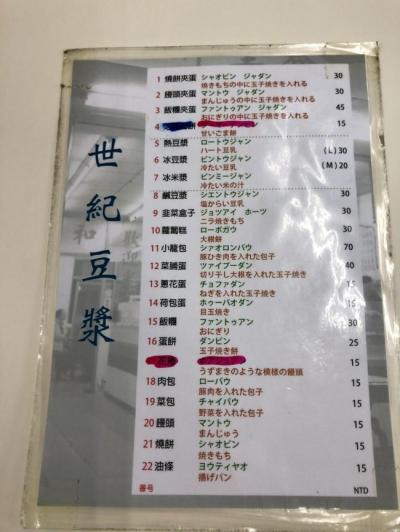 世紀豆漿
1 燒餅夾蛋 シャオピン ジャダン 30
焼きもちの中に玉子焼きを入れる
2 饅頭夾蛋 マントウ ジャダン 30
まんじゅうの中に玉子焼きを入れる
3 飯糰夾蛋 ファントゥアン ジャダン 45
おにぎりの中に玉子焼きを入れる
4 15
甘いごま餅
5 熱豆漿 ロートウジャン
ハート豆乳 (L) 30
6 冰豆漿 ピントウジャン (M) 20
冷たい豆乳
7 冰米漿 ピンミージャン
冷たい米の汁
8 鹹豆漿 シエントウジャン 30
塩からい豆乳
9 韭菜盒子 ジョツアイ ホーツ 30
ニラ焼きもち
10 蘿蔔糕 ローボガウ 30
大根餅
11 小籠包 シァオロンパウ 70
豚ひき肉を入れた包子
12 菜脯蛋 ツァイプーダン 40
切り干し大根を入れた玉子焼き
13 蔥花蛋 チョファダン 15
ねぎを入れた玉子焼き
14 荷包蛋 ホゥーパオダン 15
目玉焼き
15 飯糰 ファントゥアン 30
おにぎり
16 蛋餅 ダンビン 25
玉子焼き餅
15
うずまきのような模様の饅頭
18 肉包 ローパウ 15
豚肉を入れた包子
19 菜包 チャイパウ 15
野菜を入れた包子
20 饅頭 マントウ 15
まんじゅう
21 燒餅 シャオピン 15
焼きもち
22 油條 ヨウティヤオ 15
揚げパン
番号 NTD